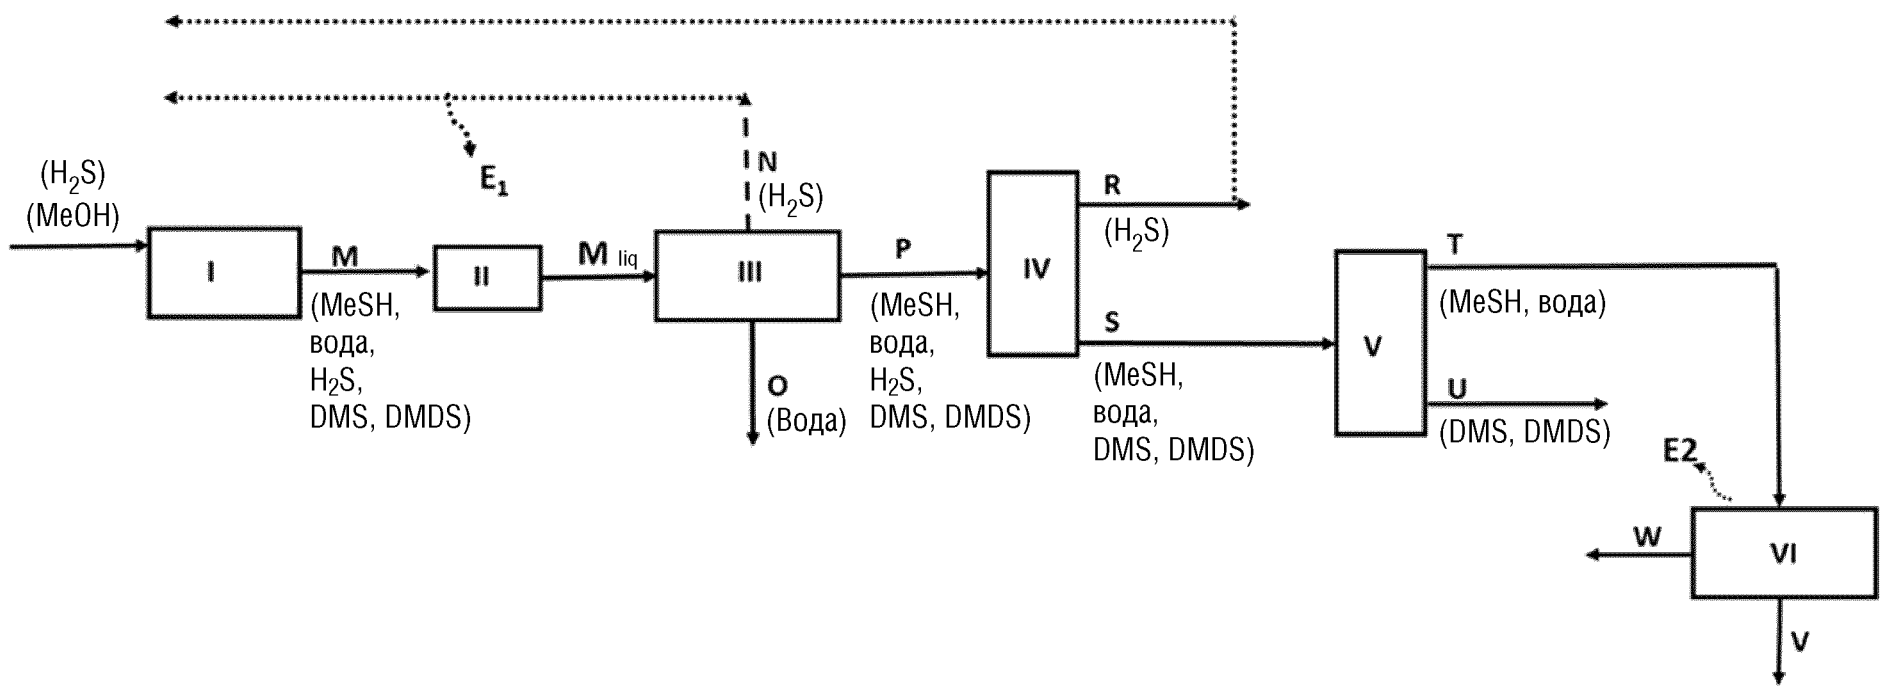 (H₂S)
(MeOH)
I
M
(MeSH,
вода,
H₂S,
DMS, DMDS)
II
M liq
E₁
N
(H₂S)
III
O
(Вода)
P
(MeSH,
вода,
H₂S,
DMS, DMDS)
IV
R
(H₂S)
S
(MeSH,
вода,
DMS, DMDS)
V
T
(MeSH, вода)
U
(DMS, DMDS)
E2
W
VI
V